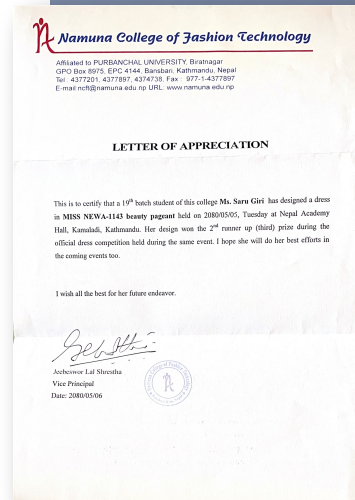 Namuna College of Fashion Technology
Affiliated to PURBANCHAL UNIVERSITY, Biratnagar
GPO Box 8975, EPC 4144, Bansbari, Kathmandu, Nepal
Tel : 4377201, 4377897, 4374738, Fax : 977-1-4377897
E-mail:ncft@namuna.edu.np URL: www.namuna.edu.np
LETTER OF APPRECIATION
This is to certify that a 19th batch student of this college Ms. Saru Giri has designed a dress
in MISS NEWA-1143 beauty pageant held on 2080/05/05, Tuesday at Nepal Academy
Hall, Kamaladi, Kathmandu. Her design won the 2nd runner up (third) prize during the
official dress competition held during the same event. I hope she will do her best efforts in
the coming events too.
I wish all the best for her future endeavor.
Jeebeswor Lal Shrestha
Vice Principal
Date: 2080/05/06
Namuna College of Fashion Technology